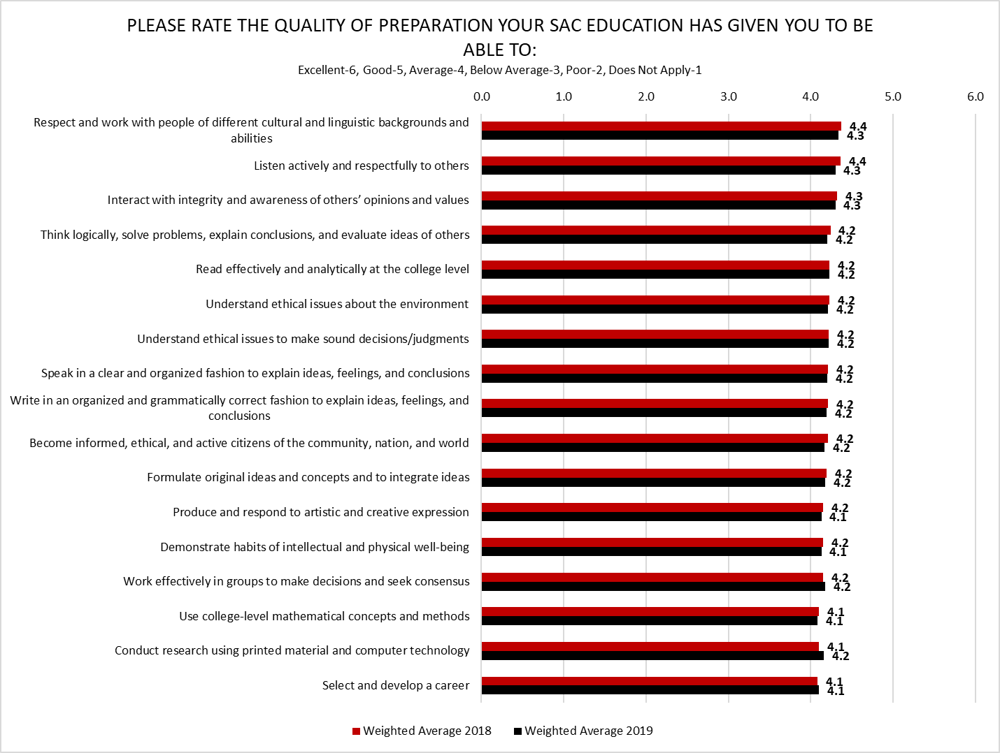 PLEASE RATE THE QUALITY OF PREPARATION YOUR SAC EDUCATION HAS GIVEN YOU TO BE
ABLE TO:
Excellent-6, Good-5, Average-4, Below Average-3, Poor-2, Does Not Apply-1
0.0 1.0 2.0 3.0 4.0 5.0 6.0
Respect and work with people of different cultural and linguistic backgrounds and
abilities
4.4
4.3
Listen actively and respectfully to others
4.4
4.3
Interact with integrity and awareness of others’ opinions and values
4.3
4.3
Think logically, solve problems, explain conclusions, and evaluate ideas of others
4.2
4.2
Read effectively and analytically at the college level
4.2
4.2
Understand ethical issues about the environment
4.2
4.2
Understand ethical issues to make sound decisions/judgments
4.2
4.2
Speak in a clear and organized fashion to explain ideas, feelings, and conclusions
4.2
4.2
Write in an organized and grammatically correct fashion to explain ideas, feelings, and
conclusions
4.2
4.2
Become informed, ethical, and active citizens of the community, nation, and world
4.2
4.2
Formulate original ideas and concepts and to integrate ideas
4.2
4.2
Produce and respond to artistic and creative expression
4.2
4.1
Demonstrate habits of intellectual and physical well-being
4.2
4.1
Work effectively in groups to make decisions and seek consensus
4.2
4.2
Use college-level mathematical concepts and methods
4.1
4.1
Conduct research using printed material and computer technology
4.1
4.2
Select and develop a career
4.1
4.1
Weighted Average 2018 Weighted Average 2019